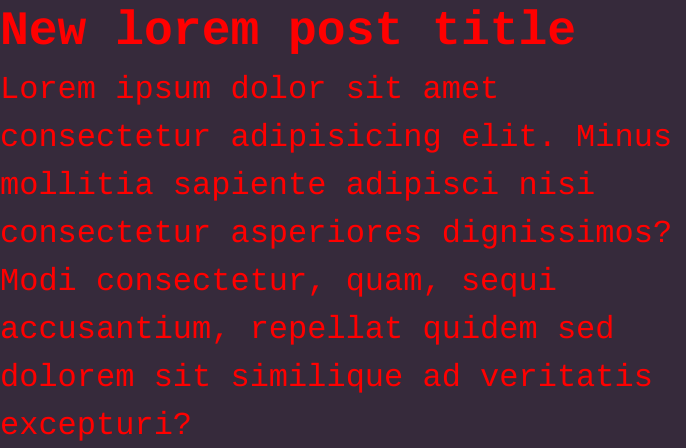 New lorem post title
Lorem ipsum dolor sit amet
consectetur adipisicing elit. Minus
mollitia sapiente adipisci nisi
consectetur asperiores dignissimos?
Modi consectetur, quam, sequi
accusantium, repellat quidem sed
dolorem sit similique ad veritatis
excepturi?